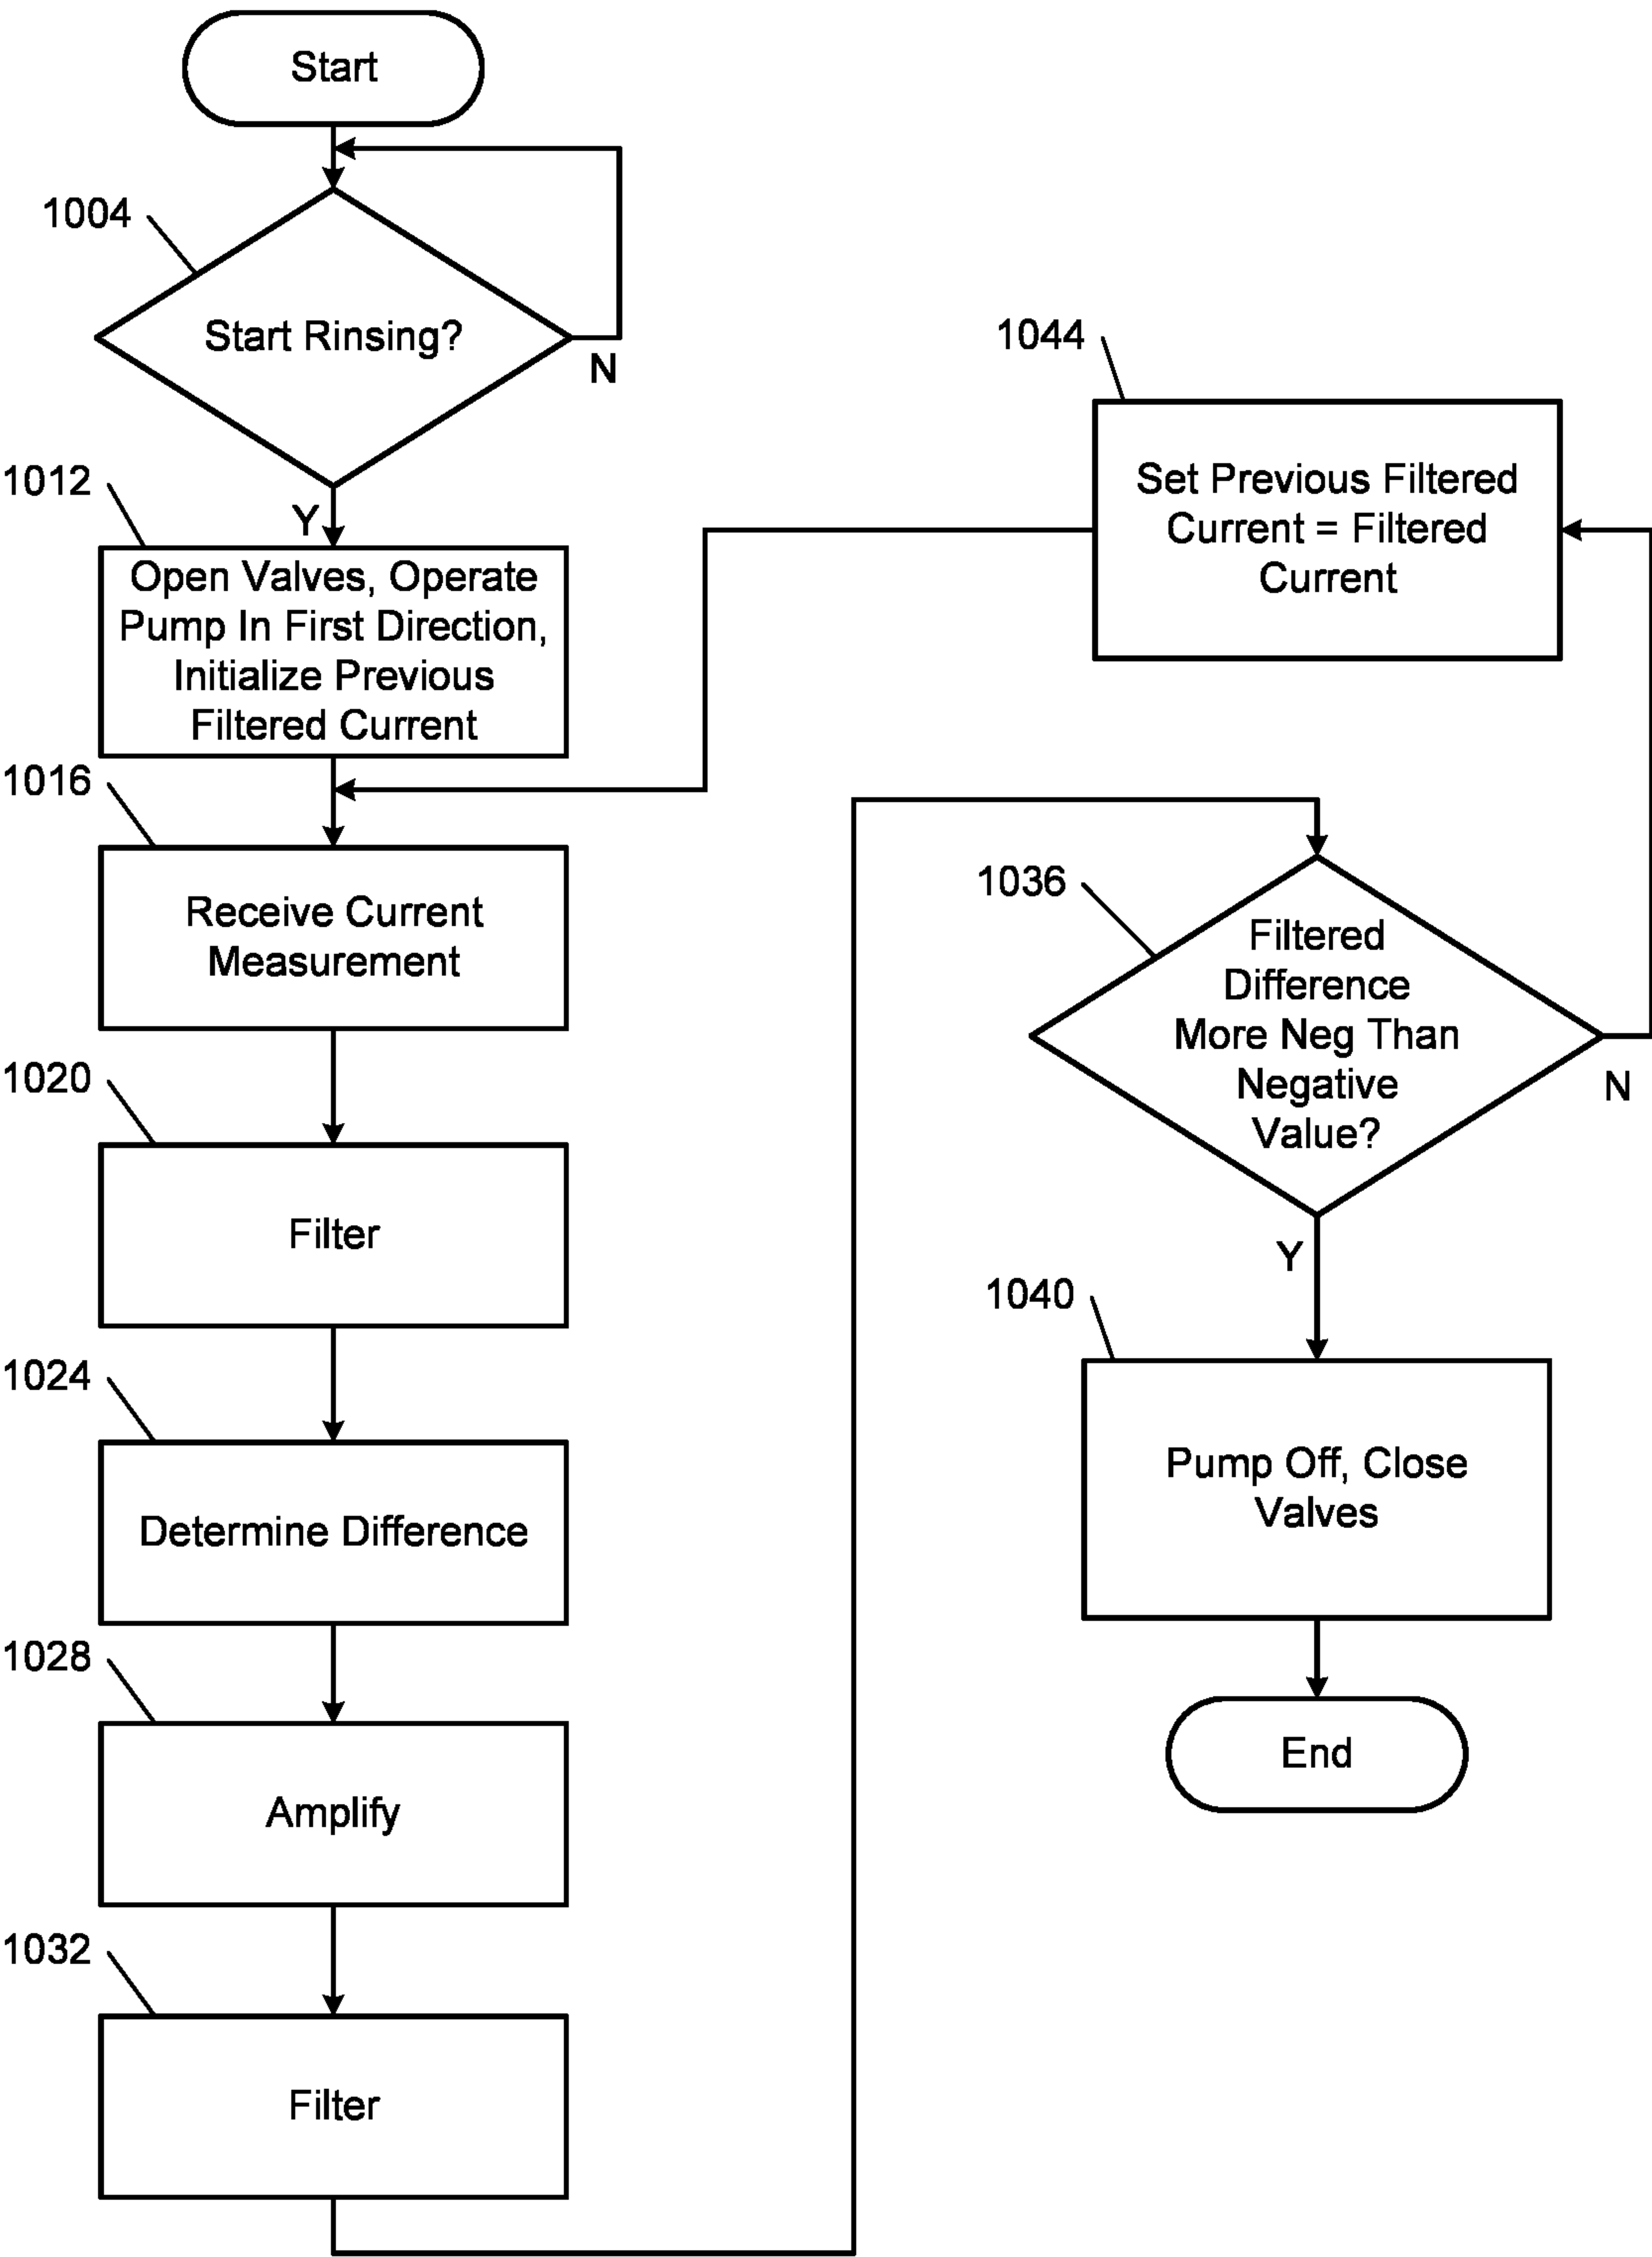 Start
1004
Start Rinsing?
N
Y
1012
Open Valves, Operate
Pump In First Direction,
Initialize Previous
Filtered Current
1016
Receive Current
Measurement
1020
Filter
1024
Determine Difference
1028
Amplify
1032
Filter
1036
Filtered
Difference
More Neg Than
Negative
Value?
N
Y
1044
Set Previous Filtered
Current = Filtered
Current
1040
Pump Off, Close
Valves
End